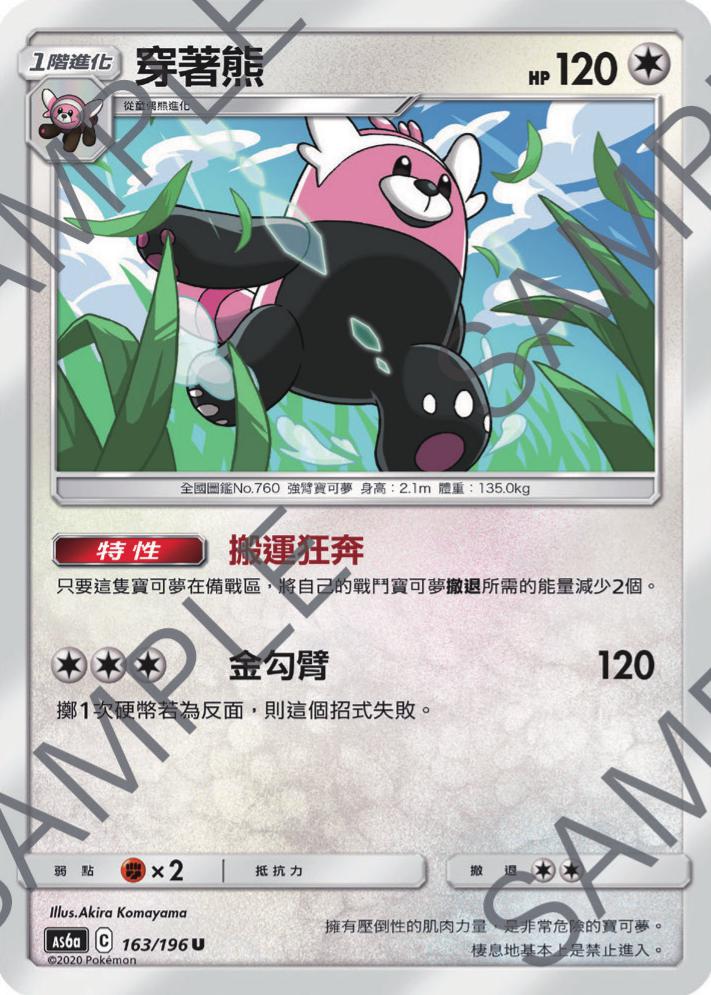 SAMPLE SAMPLE SAMPLE
1階進化 穿著熊 HP 120
從童偶熊進化
全國圖鑑No.760 強臂寶可夢 身高：2.1m 體重：135.0kg
特性 搬運狂奔
只要這隻寶可夢在備戰區，將自己的戰鬥寶可夢撤退所需的能量減少2個。
金勾臂 120
擲1次硬幣若為反面，則這個招式失敗。
弱點 ×2 抵抗力 撤退
Illus.Akira Komayama
擁有壓倒性的肌肉力量，是非常危險的寶可夢。
棲息地基本上是禁止進入。
AS6a C 163/196 U
©2020 Pokémon